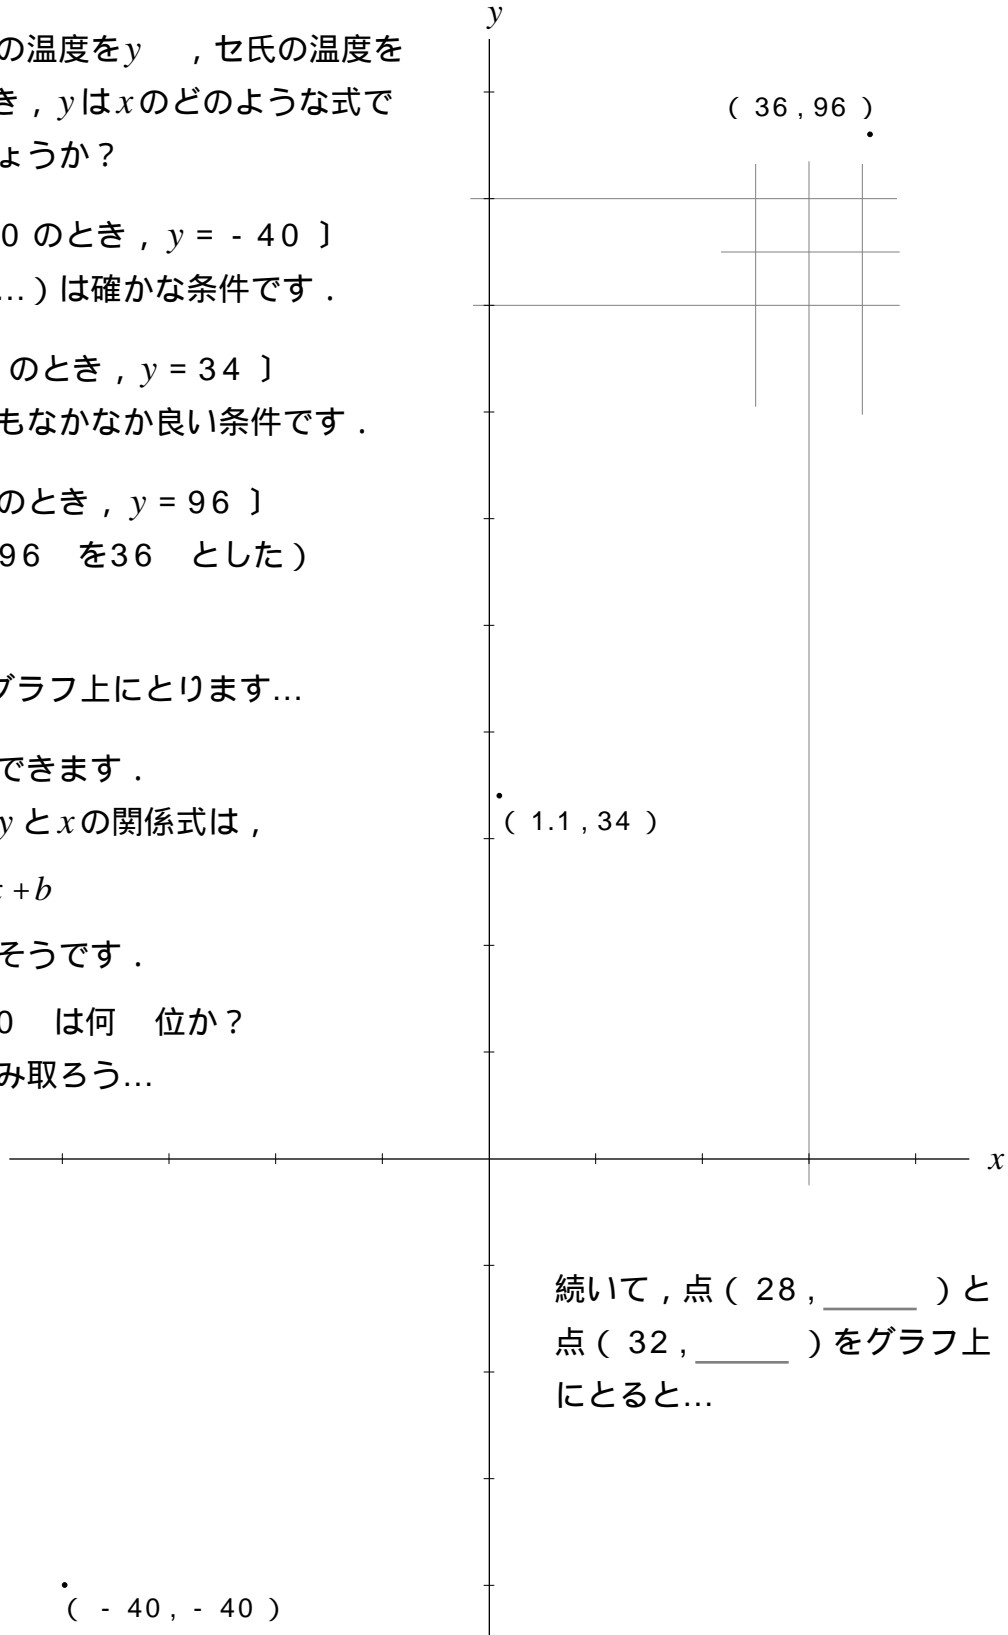 の温度をy ，セ氏の温度を
き，yはxのどのような式で
ょうか？
0 のとき，y = - 40 〕
…）は確かな条件です．
のとき，y = 34 〕
もなかなか良い条件です．
のとき，y = 96 〕
96 を36 とした）
グラフ上にとります…
できます．
yとxの関係式は，
+ b
そうです．
0 は何 位か？
み取ろう…
y
( 36 , 96 )
( 1.1 , 34 )
x
続いて，点( 28 , ______ )と
点( 32 , ______ )をグラフ上
にとると…
( - 40 , - 40 )